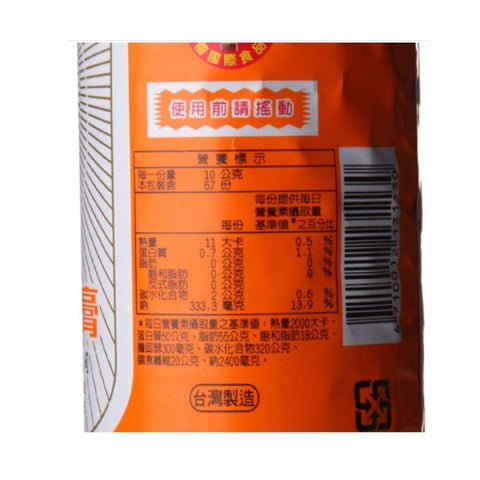 國際食品
使用前請搖動
營養標示
每一份量 10 公克
本包裝含 67 份
每份提供每日
營養素攝取量
每份 基準值*之百分比
熱量 11 大卡 0.5 %
蛋白質 0.7 公克 1.1 %
脂肪 0 公克 0 %
飽和脂肪 0 公克 0 %
反式脂肪 0 公克
碳水化合物 2 公克 0.6 %
鈉 333.3 毫克 13.9 %
*每日營養素攝取量之基準值:熱量2000大卡、
蛋白質60公克、脂肪55公克、飽和脂肪18公克、
膽固醇300毫克、碳水化合物320公克、
膳食纖維20公克、鈉2400毫克。
台灣製造
膏